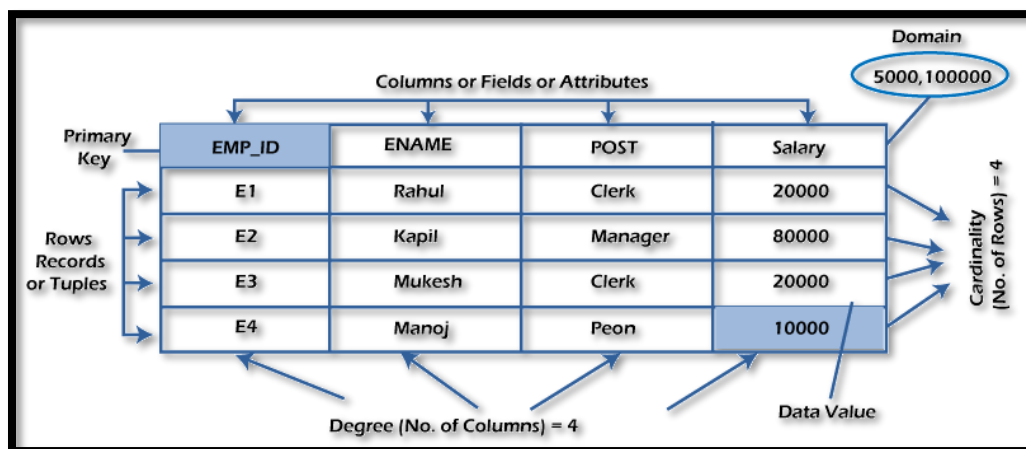 Domain
5000,100000
Columns or Fields or Attributes
Primary
Key
EMP_ID
ENAME
POST
Salary
E1
Rahul
Clerk
20000
Rows
Records
or Tuples
E2
Kapil
Manager
80000
E3
Mukesh
Clerk
20000
E4
Manoj
Peon
10000
Cardinality
(No. of Rows) = 4
Degree (No. of Columns) = 4
Data Value